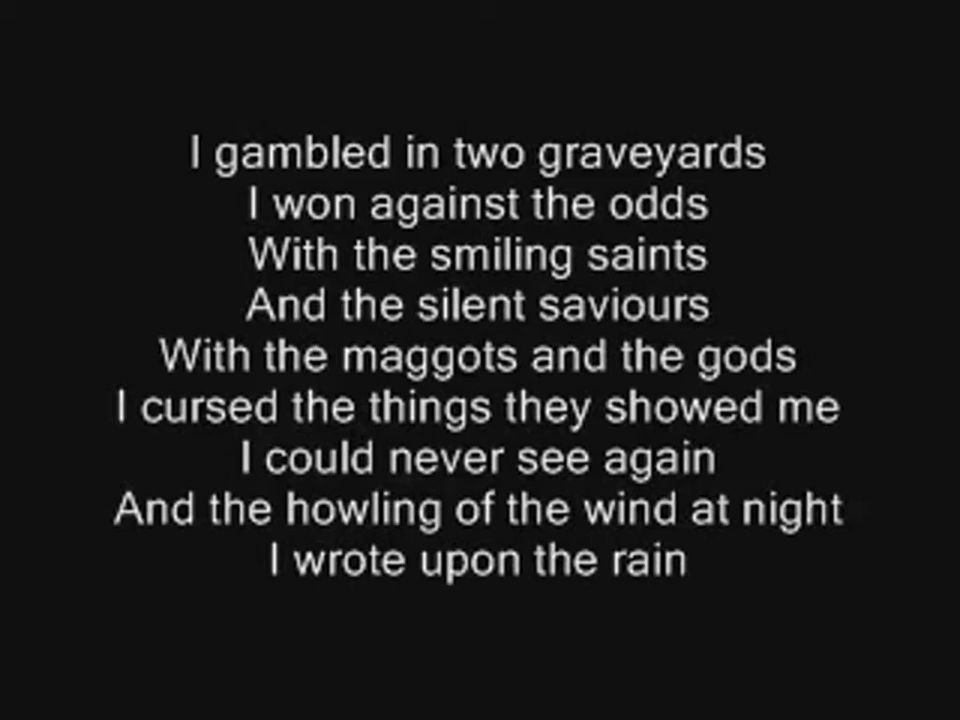 I gambled in two graveyards
I won against the odds
With the smiling saints
And the silent saviours
With the maggots and the gods
I cursed the things they showed me
I could never see again
And the howling of the wind at night
I wrote upon the rain